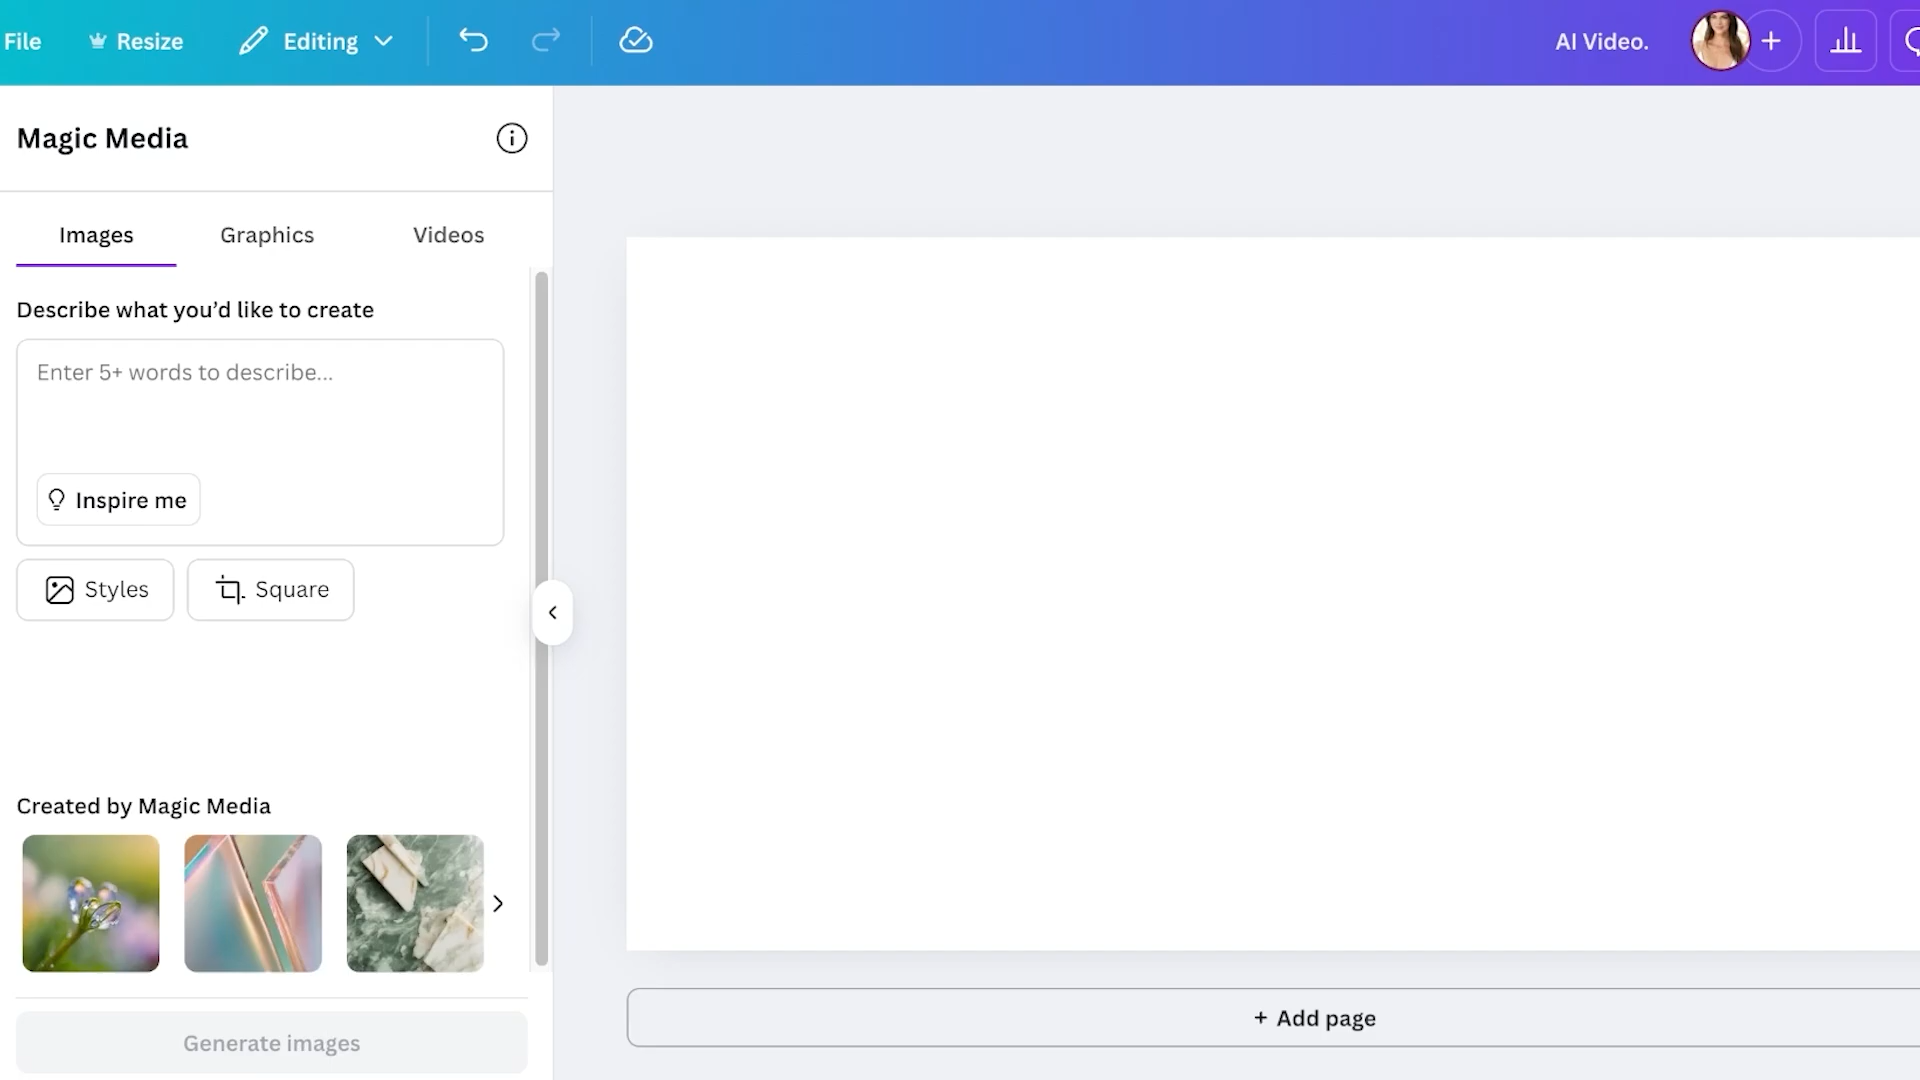 File
Resize
Editing
AI Video.
Magic Media
Images
Graphics
Videos
Describe what you’d like to create
Enter 5+ words to describe...
Inspire me
Styles
Square
Created by Magic Media
Generate images
+ Add page